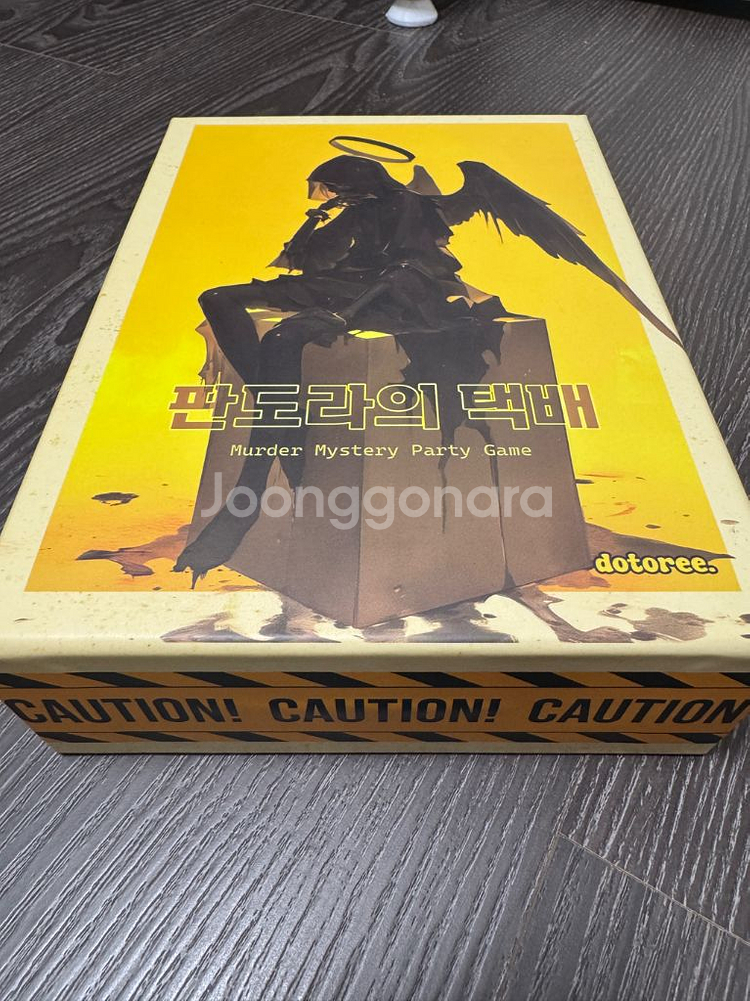 판도라의 택배
Murder Mystery Party Game
Joonggonara
dotoree.
CAUTION! CAUTION! CAUTION